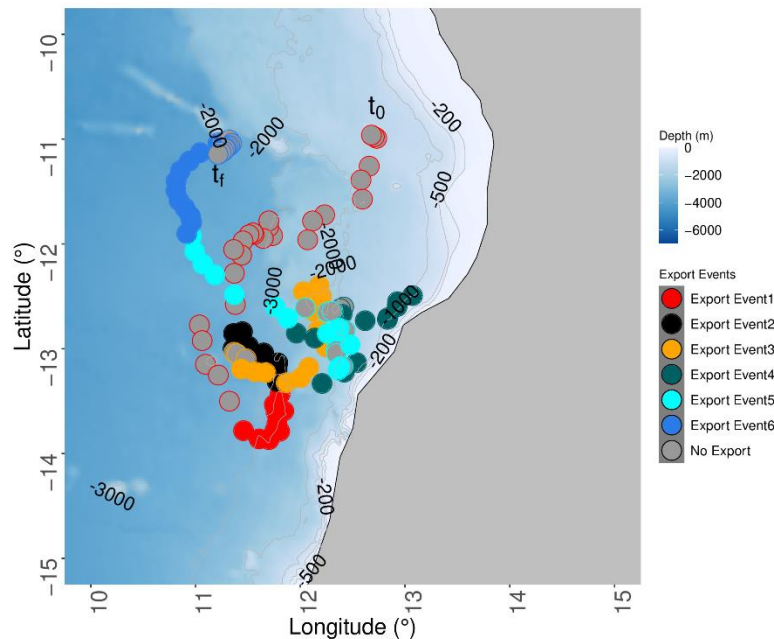 -10
-11
-12
-13
-14
-15
Latitude (°)
10
11
12
13
14
15
Longitude (°)
t0
tf
-200
-500
-2000
-2000
-2000
-2000
-3000
-1000
-200
-3000
-200
-500
Depth (m)
0
-2000
-4000
-6000
Export Events
Export Event1
Export Event2
Export Event3
Export Event4
Export Event5
Export Event6
No Export